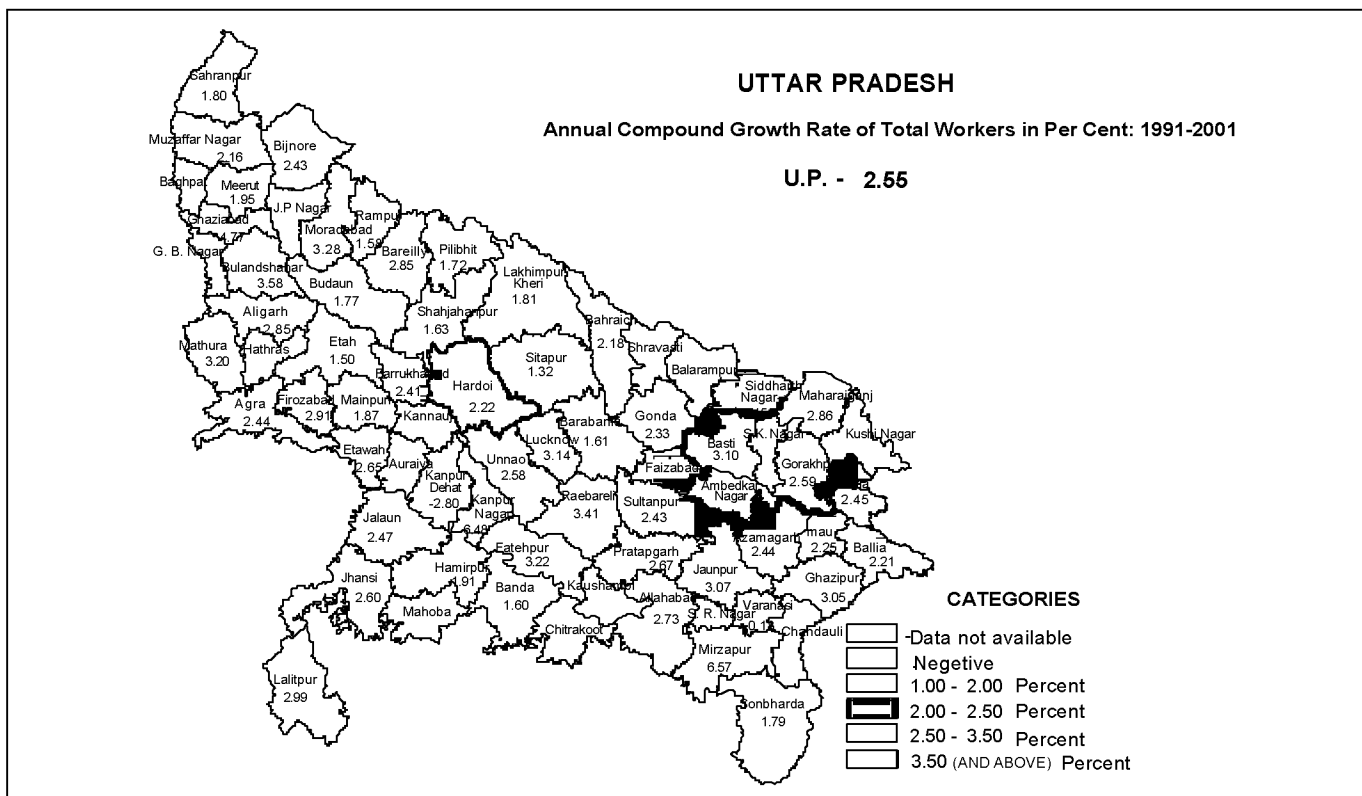 UTTAR PRADESH
Annual Compound Growth Rate of Total Workers in Per Cent: 1991-2001
U.P. - 2.55
Sahranpur
1.80
Muzaffar Nagar
2.16
Bijnore
2.43
Baghpat
Meerut
1.95
J.P Nagar
Ghaziabad
4.77
Rampur
1.58
Moradabad
3.28
G. B. Nagar
Bareilly
2.85
Pilibhit
1.72
Bulandshahar
3.58
Budaun
1.77
Lakhimpur
Kheri
1.81
Aligarh
2.85
Shahjahanpur
1.63
Bahraich
2.18
Mathura
3.20
Hathras
Etah
1.50
Shravasti
Sitapur
1.32
Balarampur
Farrukhabad
2.41
Hardoi
2.22
Siddharth
Nagar
Maharajganj
2.86
Agra
2.44
Firozabad
2.91
Mainpuri
1.87
Kannauj
Gonda
2.33
Barabanki
1.61
S.K. Nagar
Kushi Nagar
Lucknow
3.14
Basti
3.10
Etawah
2.65
Auraiya
Unnao
2.58
Faizabad
Gorakhpur
2.59
Kanpur
Dehat
-2.80
Ambedkar
Nagar
2.45
Raebareli
3.41
Sultanpur
2.43
Kanpur
Nagar
6.48
Jalaun
2.47
Azamagarh
2.44
mau
2.25
Ballia
2.21
Fatehpur
3.22
Pratapgarh
2.67
Jaunpur
3.07
Ghazipur
3.05
Hamirpur
1.91
Jhansi
2.60
Banda
1.60
Kaushambi
Allahabad
2.73
Mahoba
S. R. Nagar
Varanasi
Chitrakoot
Chandauli
Mirzapur
6.57
Lalitpur
2.99
Sonbharda
1.79
CATEGORIES
-Data not available
.Negetive
1.00 - 2.00 Percent
2.00 - 2.50 Percent
2.50 - 3.50 Percent
3.50 (AND ABOVE) Percent